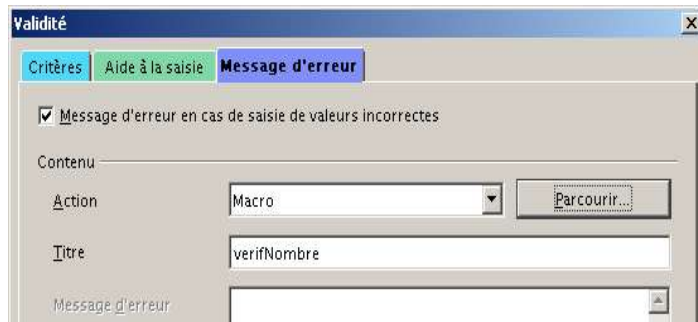 Validité
Critères Aide à la saisie Message d'erreur
Message d'erreur en cas de saisie de valeurs incorrectes
Contenu
Action Macro Parcourir...
Titre verifNombre
Message d'erreur